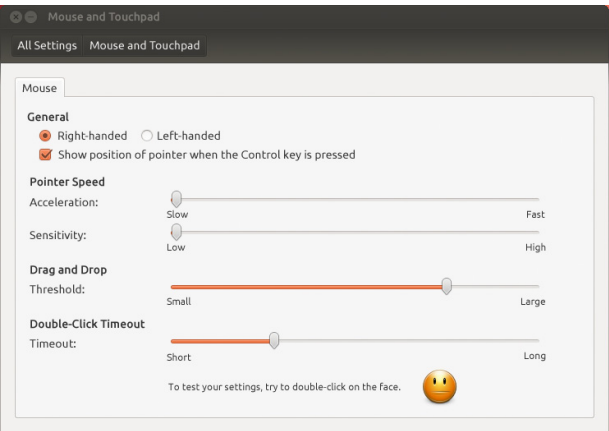 Mouse and Touchpad
All Settings Mouse and Touchpad
Mouse
General
Right-handed Left-handed
Show position of pointer when the Control key is pressed
Pointer Speed
Acceleration:
Slow Fast
Sensitivity:
Low High
Drag and Drop
Threshold:
Small Large
Double-Click Timeout
Timeout:
Short Long
To test your settings, try to double-click on the face.